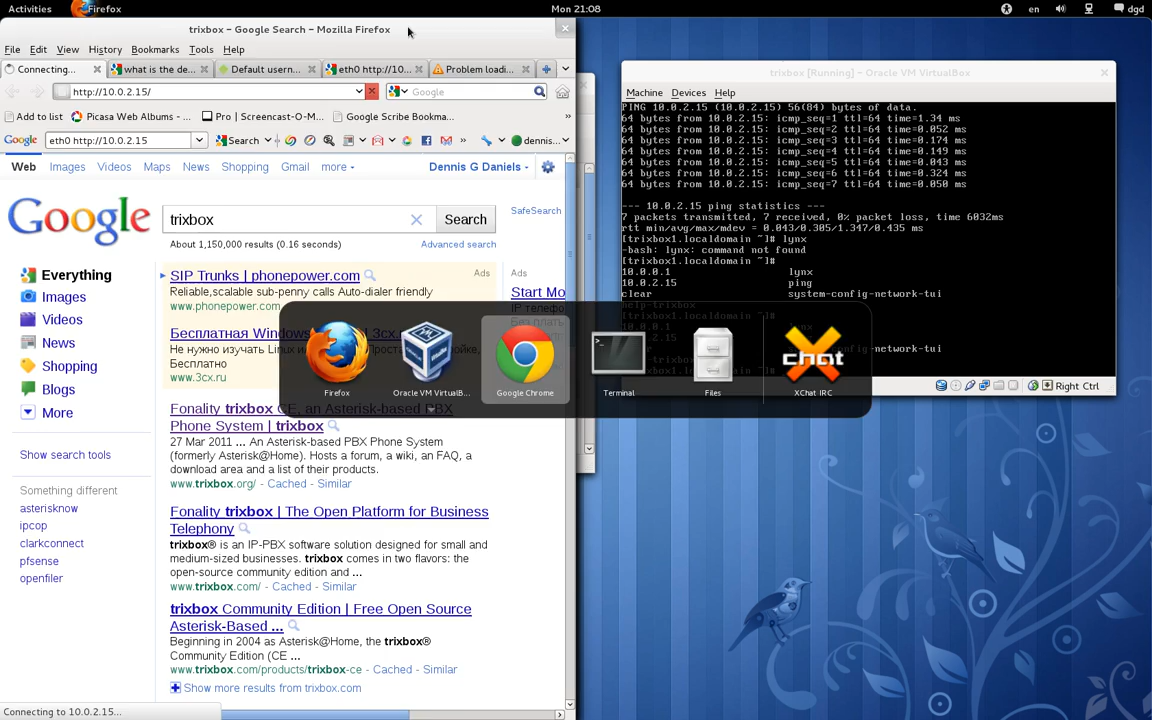 Activities
Firefox
Mon 21:08
en
dgd
trixbox – Google Search – Mozilla Firefox
File Edit View History Bookmarks Tools Help
Connecting...
what is the de...
Default usern...
eth0 http://10...
Problem loadi...
http://10.0.2.15/
Google
Add to list
Picasa Web Albums - ...
Pro | Screencast-O-M...
Google Scribe Bookma...
»
eth0 http://10.0.2.15
Search
»
dennis...
Web Images Videos Maps News Shopping Gmail more
Dennis G Daniels
Google
trixbox
Search
SafeSearch
About 1,150,000 results (0.16 seconds)
Advanced search
Everything
Images
Videos
News
Shopping
Blogs
More
Show search tools
Something different
asterisknow
ipcop
clarkconnect
pfsense
openfiler
SIP Trunks | phonepower.com
Ads
Reliable,scalable sub-penny calls Auto-dialer friendly
www.phonepower.com
Ads
Start Mo
IP-телефо
Бесплатная Windows
3cx.
Не нужно изучать Linux
Бесплатно
www.3cx.ru
Fonality trixbox CE, an Asterisk-based PBX
Phone System | trixbox
27 Mar 2011 ... An Asterisk-based PBX Phone System
(formerly Asterisk@Home). Hosts a forum, a wiki, an FAQ, a
download area and a list of their products.
www.trixbox.org/ - Cached - Similar
Fonality trixbox | The Open Platform for Business
Telephony
trixbox® is an IP-PBX software solution designed for small and
medium-sized businesses. trixbox comes in two flavors: the
open-source community edition and ...
www.trixbox.com/ - Cached - Similar
trixbox Community Edition | Free Open Source
Asterisk-Based ...
Beginning in 2004 as Asterisk@Home, the trixbox®
Community Edition (CE ...
www.trixbox.com/products/trixbox-ce - Cached - Similar
Show more results from trixbox.com
Connecting to 10.0.2.15...
trixbox [Running] – Oracle VM VirtualBox
Machine Devices Help
PING 10.0.2.15 (10.0.2.15) 56(84) bytes of data.
64 bytes from 10.0.2.15: icmp_seq=1 ttl=64 time=1.34 ms
64 bytes from 10.0.2.15: icmp_seq=2 ttl=64 time=0.052 ms
64 bytes from 10.0.2.15: icmp_seq=3 ttl=64 time=0.174 ms
64 bytes from 10.0.2.15: icmp_seq=4 ttl=64 time=0.149 ms
64 bytes from 10.0.2.15: icmp_seq=5 ttl=64 time=0.043 ms
64 bytes from 10.0.2.15: icmp_seq=6 ttl=64 time=0.324 ms
64 bytes from 10.0.2.15: icmp_seq=7 ttl=64 time=0.050 ms
--- 10.0.2.15 ping statistics ---
7 packets transmitted, 7 received, 0% packet loss, time 6032ms
rtt min/avg/max/mdev = 0.043/0.305/1.347/0.435 ms
[trixbox1.localdomain ~]# lynx
-bash: lynx: command not found
[trixbox1.localdomain ~]#
10.0.0.1 lynx
10.0.2.15 ping
clear system-config-network-tui
help-trixbox
[trixbox1.localdomain ~]#
lynx
system-config-network-tui
Right Ctrl
Firefox
Oracle VM VirtualB...
Google Chrome
Terminal
Files
chat
XChat IRC